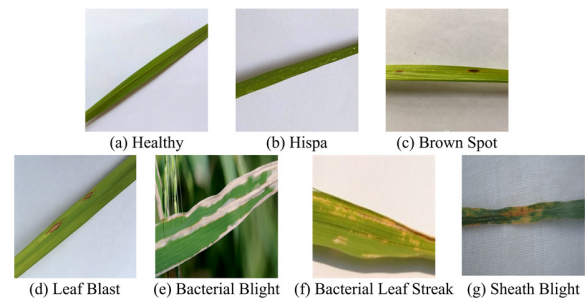 (a) Healthy
(b) Hispa
(c) Brown Spot
(d) Leaf Blast
(e) Bacterial Blight
(f) Bacterial Leaf Streak
(g) Sheath Blight